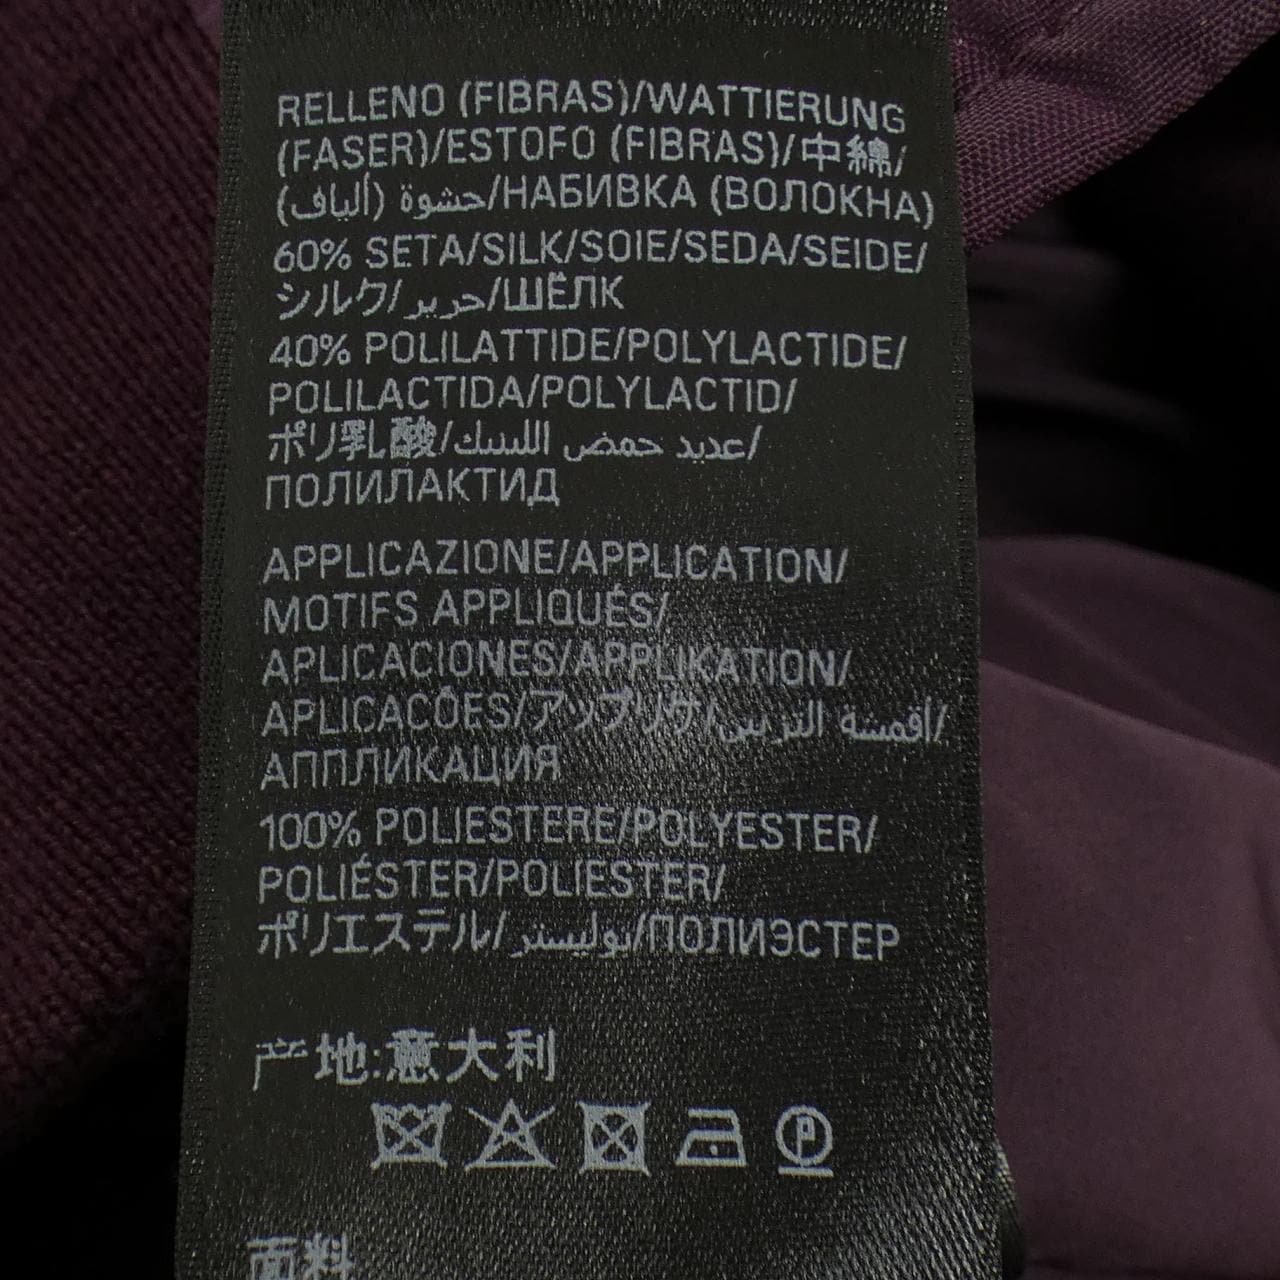 RELLENO (FIBRAS)/WATTIERUNG
(FASER)/ESTOFO (FIBRAS)/中綿/
حشوة (ألياف)/НАБИВКА (ВОЛОКНА)
60% SETA/SILK/SOIE/SEDA/SEIDE/
シルク/حرير/ШЁЛК
40% POLILATTIDE/POLYLACTIDE/
POLILACTIDA/POLYLACTID/
ポリ乳酸/عديد حمض اللبنيك/
ПОЛИЛАКТИД
APPLICAZIONE/APPLICATION/
MOTIFS APPLIQUÉS/
APLICACIONES/APPLIKATION/
APLICAÇÕES/アップリケ/أقمشة التزيين/
АППЛИКАЦИЯ
100% POLIESTERE/POLYESTER/
POLIÉSTER/POLIESTER/
ポリエステル/بوليستر/ПОЛИЭСТЕР
产地:意大利
P
面料